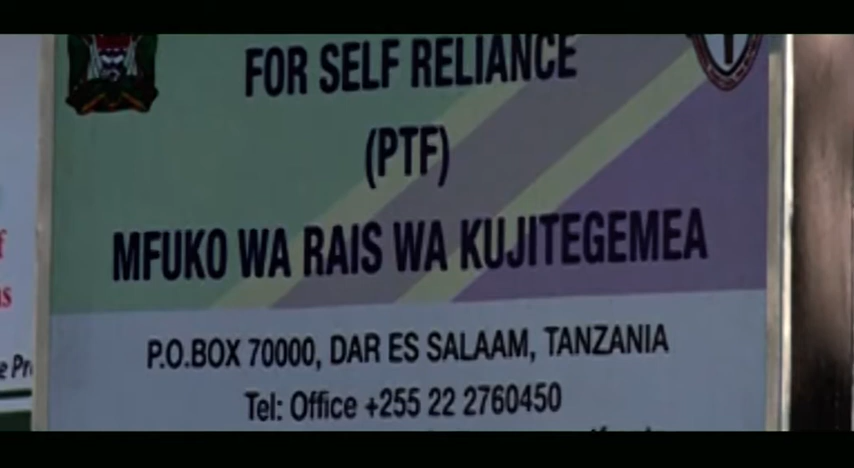 FOR SELF RELIANCE
(PTF)
MFUKO WA RAIS WA KUJITEGEMEA
P.O.BOX 70000, DAR ES SALAAM, TANZANIA
Tel: Office +255 22 2760450